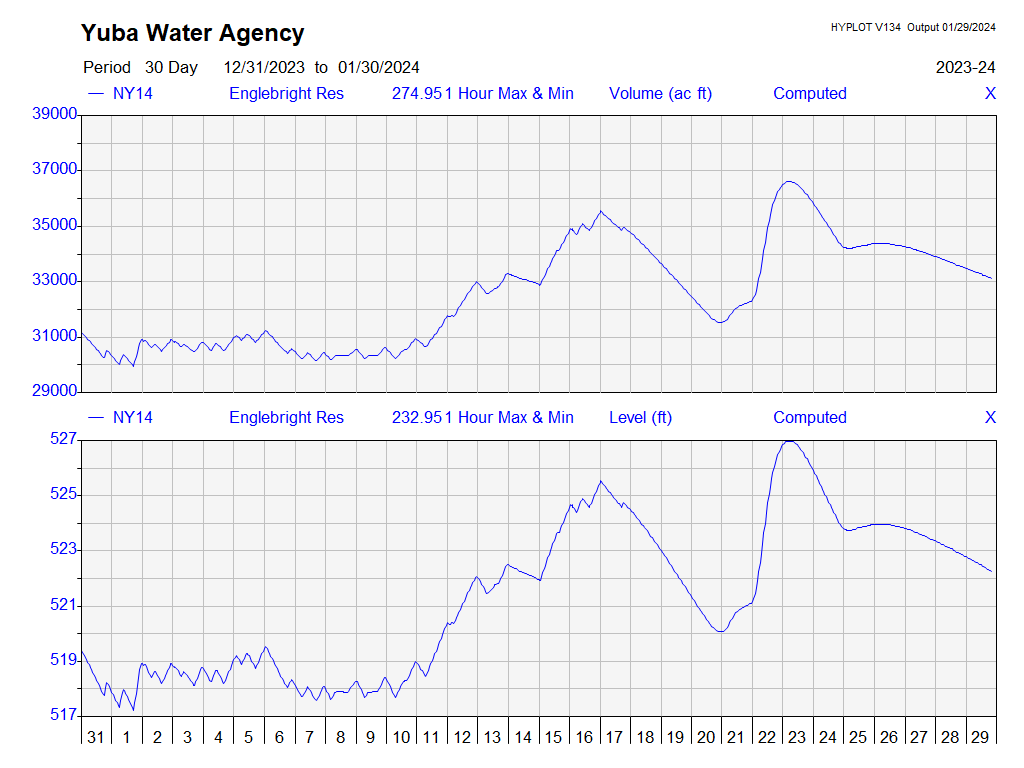 Yuba Water Agency
HYPLOT V134 Output 01/29/2024
Period 30 Day 12/31/2023 to 01/30/2024
2023-24
NY14 Englebright Res 274.951 Hour Max & Min Volume (ac ft) Computed X
39000
37000
35000
33000
31000
29000
NY14 Englebright Res 232.951 Hour Max & Min Level (ft) Computed X
527
525
523
521
519
517
31 1 2 3 4 5 6 7 8 9 10 11 12 13 14 15 16 17 18 19 20 21 22 23 24 25 26 27 28 29